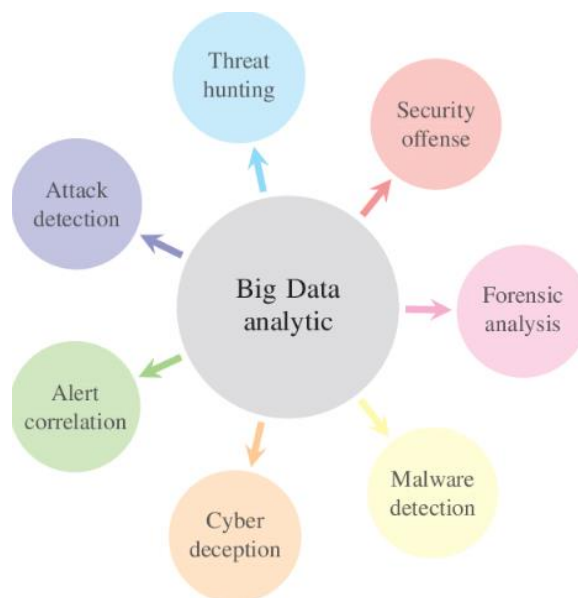 Threat
hunting
Security
offense
Attack
detection
Big Data
analytic
Forensic
analysis
Alert
correlation
Malware
detection
Cyber
deception